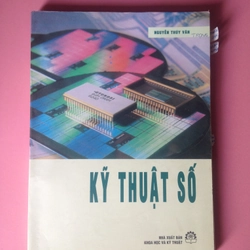 NGUYỄN THÚY VÂN
KỸ THUẬT SỐ
NHÀ XUẤT BẢN
KHOA HỌC VÀ KỸ THUẬT